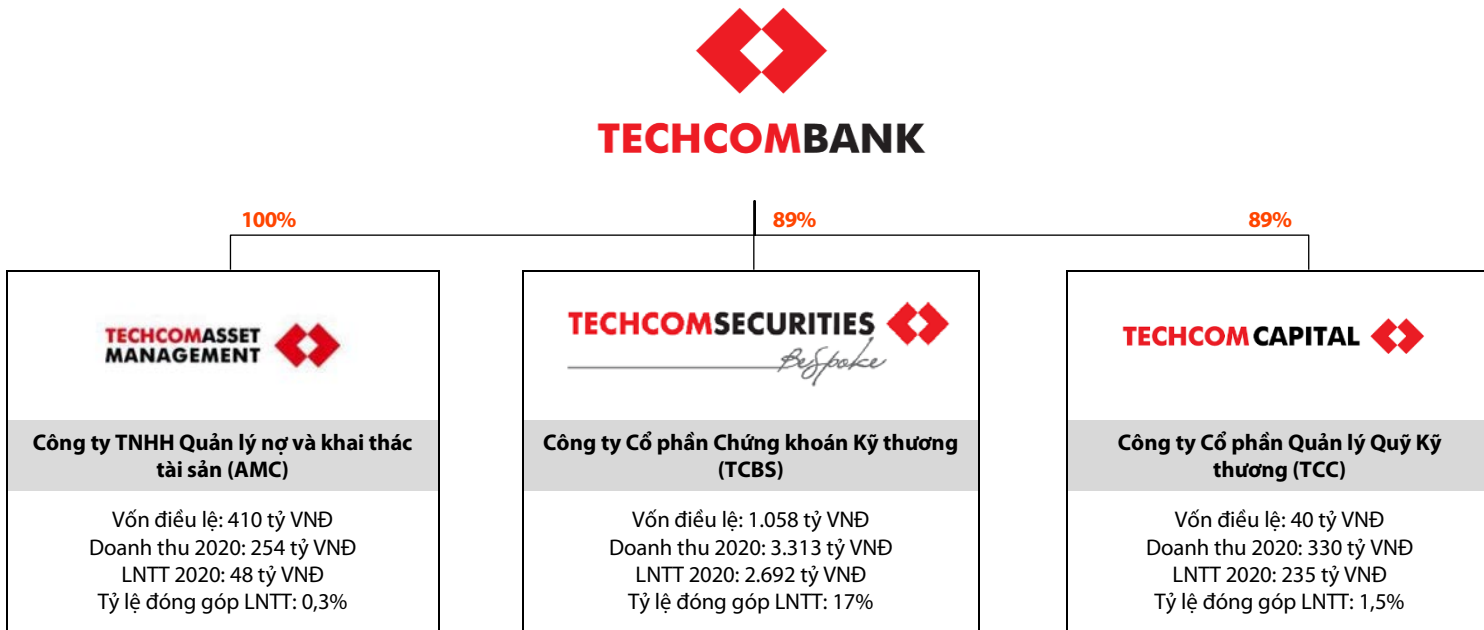 TECHCOMBANK
100%
89%
89%
TECHCOMASSET
MANAGEMENT
Công ty TNHH Quản lý nợ và khai thác
tài sản (AMC)
Vốn điều lệ: 410 tỷ VNĐ
Doanh thu 2020: 254 tỷ VNĐ
LNTT 2020: 48 tỷ VNĐ
Tỷ lệ đóng góp LNTT: 0,3%
TECHCOMSECURITIES
BeSpoke
Công ty Cổ phần Chứng khoán Kỹ thương
(TCBS)
Vốn điều lệ: 1.058 tỷ VNĐ
Doanh thu 2020: 3.313 tỷ VNĐ
LNTT 2020: 2.692 tỷ VNĐ
Tỷ lệ đóng góp LNTT: 17%
TECHCOM CAPITAL
Công ty Cổ phần Quản lý Quỹ Kỹ
thương (TCC)
Vốn điều lệ: 40 tỷ VNĐ
Doanh thu 2020: 330 tỷ VNĐ
LNTT 2020: 235 tỷ VNĐ
Tỷ lệ đóng góp LNTT: 1,5%